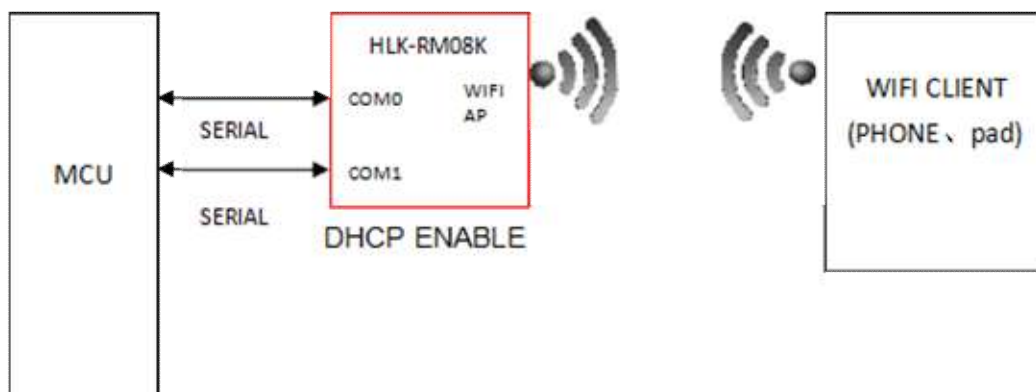 MCU
SERIAL
SERIAL
HLK-RM08K
COM0
WIFI
AP
COM1
DHCP ENABLE
WIFI CLIENT
(PHONE、pad)